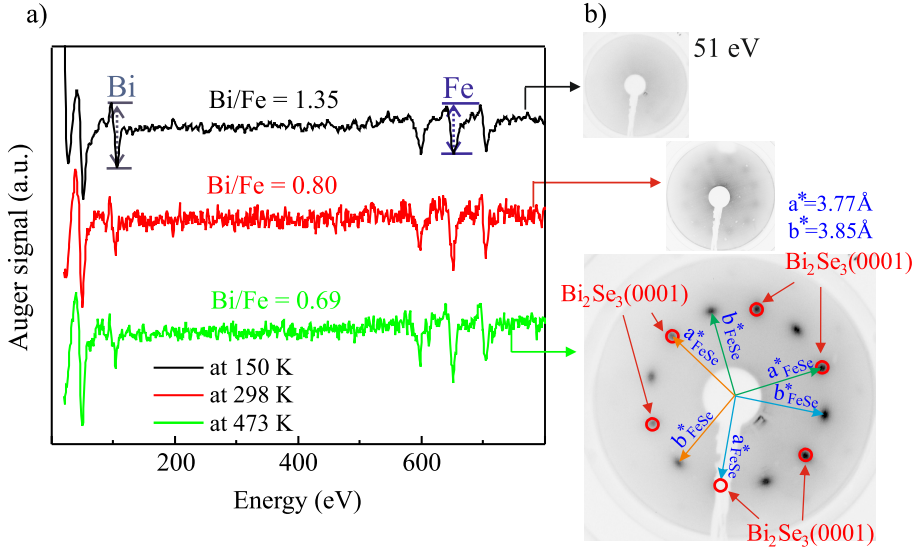 a)
b)
Auger signal (a.u.)
Bi
Fe
Bi/Fe = 1.35
Bi/Fe = 0.80
Bi/Fe = 0.69
at 150 K
at 298 K
at 473 K
200
400
600
Energy (eV)
51 eV
a*=3.77Å
b*=3.85Å
Bi₂Se₃(0001)
Bi₂Se₃(0001)
b*FeSe
a*FeSe
a*FeSe
b*FeSe
b*FeSe
a*FeSe
Bi₂Se₃(0001)